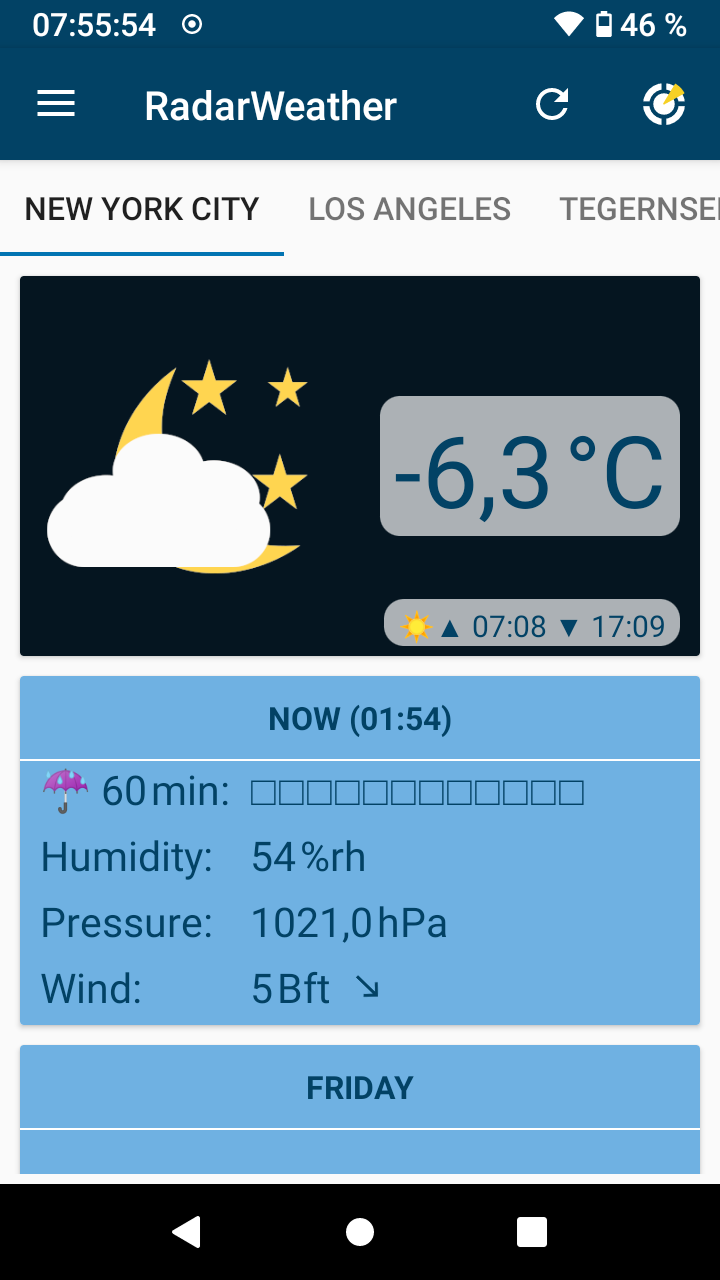 07:55:54 46 %
RadarWeather
NEW YORK CITY LOS ANGELES TEGERNSE
-6,3 °C
▲ 07:08 ▼ 17:09
NOW (01:54)
60 min: □□□□□□□□□□□□
Humidity: 54 %rh
Pressure: 1021,0 hPa
Wind: 5 Bft ↘
FRIDAY